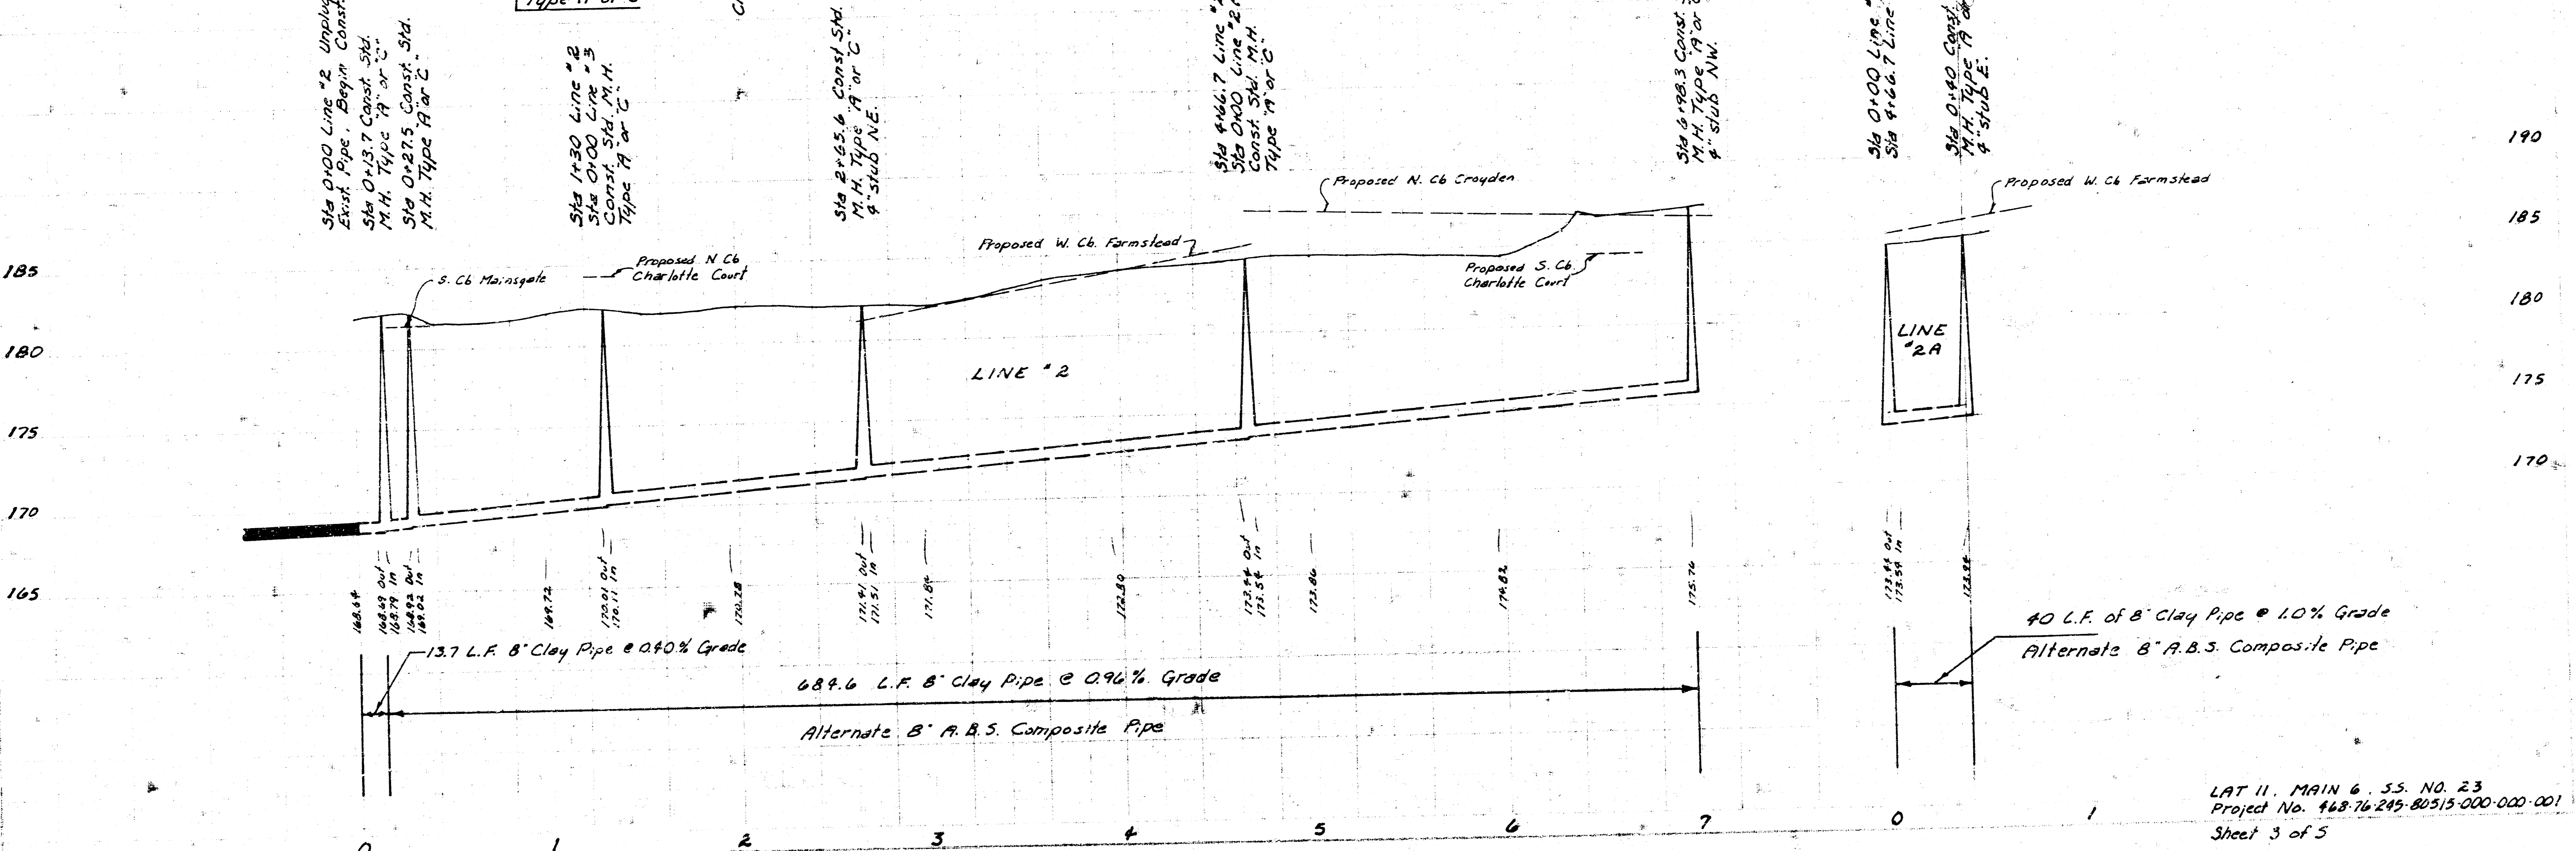 Type "A" or "C"
Sta 0+00 Line #2 Unplug
Exist. Pipe. Begin Const.
Sta 0+13.7 Const. Std.
M.H. Type "A" or "C"
Sta 0+27.5 Const. Std.
M.H. Type "A" or "C"
Sta 1+30 Line #2
Sta 0+00 Line #3
Const. Std. M.H.
Type "A" or "C"
Sta 2+65.6 Const Std.
M.H. Type "A" or "C"
4" stub NE.
Sta 4+66.7 Line #2
Sta 0+00 Line #2A
Const. Std. M.H.
Type "A" or "C"
Sta 6+98.3 Const.
M.H. Type "A" or
4" stub NW.
Sta 0+00 Line
Sta 4+66.7 Line
Sta 0+40 Const
M.H. Type "A" or
4" stub E.
190
185
180
175
170
185
180
175
170
165
S. Cb Mainsgate
Proposed N Cb
Charlotte Court
Proposed W. Cb. Farmstead
Proposed N. Cb Croyden
Proposed S. Cb.
Charlotte Court
Proposed W. Cb Farmstead
LINE #2
LINE
#2A
168.64
168.69 Out
168.79 In
168.92 Out
169.02 In
169.72
170.01 Out
170.11 In
170.78
171.41 Out
171.51 In
171.84
172.80
173.44 Out
173.54 In
173.86
174.82
175.76
173.44 Out
173.54 In
173.94
13.7 L.F. 8" Clay Pipe @ 0.40% Grade
684.6 L.F. 8" Clay Pipe @ 0.96% Grade
Alternate 8" A.B.S. Composite Pipe
40 L.F. of 8" Clay Pipe @ 1.0% Grade
Alternate 8" A.B.S. Composite Pipe
0 1 2 3 4 5 6 7 0 1
LAT 11, MAIN 6, S.S. NO. 23
Project No. 468-76-245-80515-000-000-001
Sheet 3 of 5